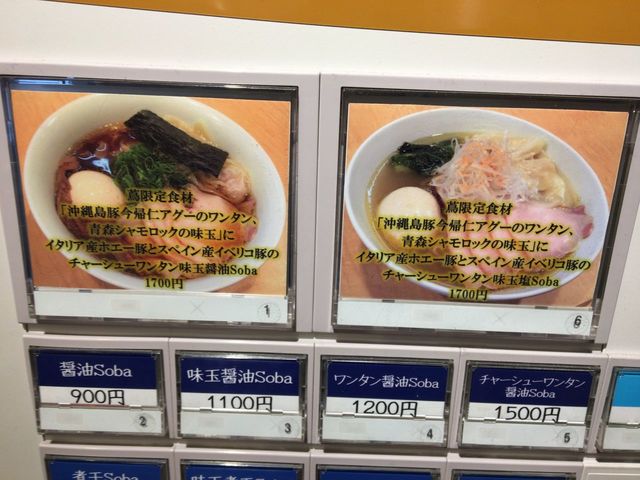 蔦限定食材
「沖縄島豚今帰仁アグーのワンタン、
青森シャモロックの味玉」に
イタリア産ホエー豚とスペイン産イベリコ豚の
チャーシューワンタン味玉醤油Soba
1700円
1
蔦限定食材
「沖縄島豚今帰仁アグーのワンタン、
青森シャモロックの味玉」に
イタリア産ホエー豚とスペイン産イベリコ豚の
チャーシューワンタン味玉塩Soba
1700円
6
醤油Soba
900円
2
味玉醤油Soba
1100円
3
ワンタン醤油Soba
1200円
4
チャーシューワンタン
醤油Soba
1500円
5
煮玉Soba